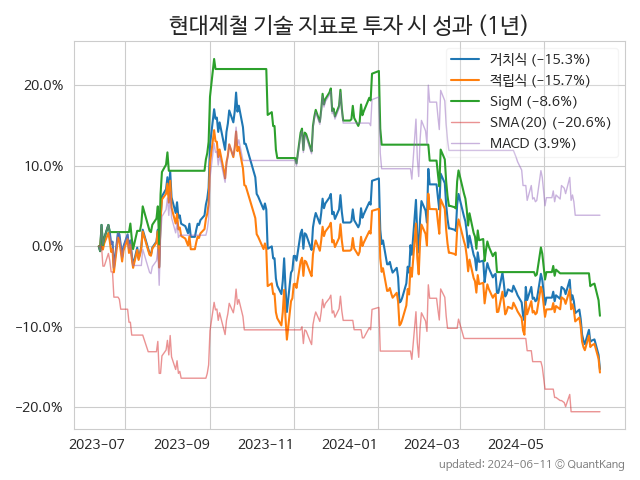 현대제철 기술 지표로 투자 시 성과 (1년)
거치식 (−15.3%)
적립식 (−15.7%)
SigM (−8.6%)
SMA(20) (−20.6%)
MACD (3.9%)
20.0%
10.0%
0.0%
−10.0%
−20.0%
2023−07 2023−09 2023−11 2024−01 2024−03 2024−05
updated: 2024-06-11 © QuantKang